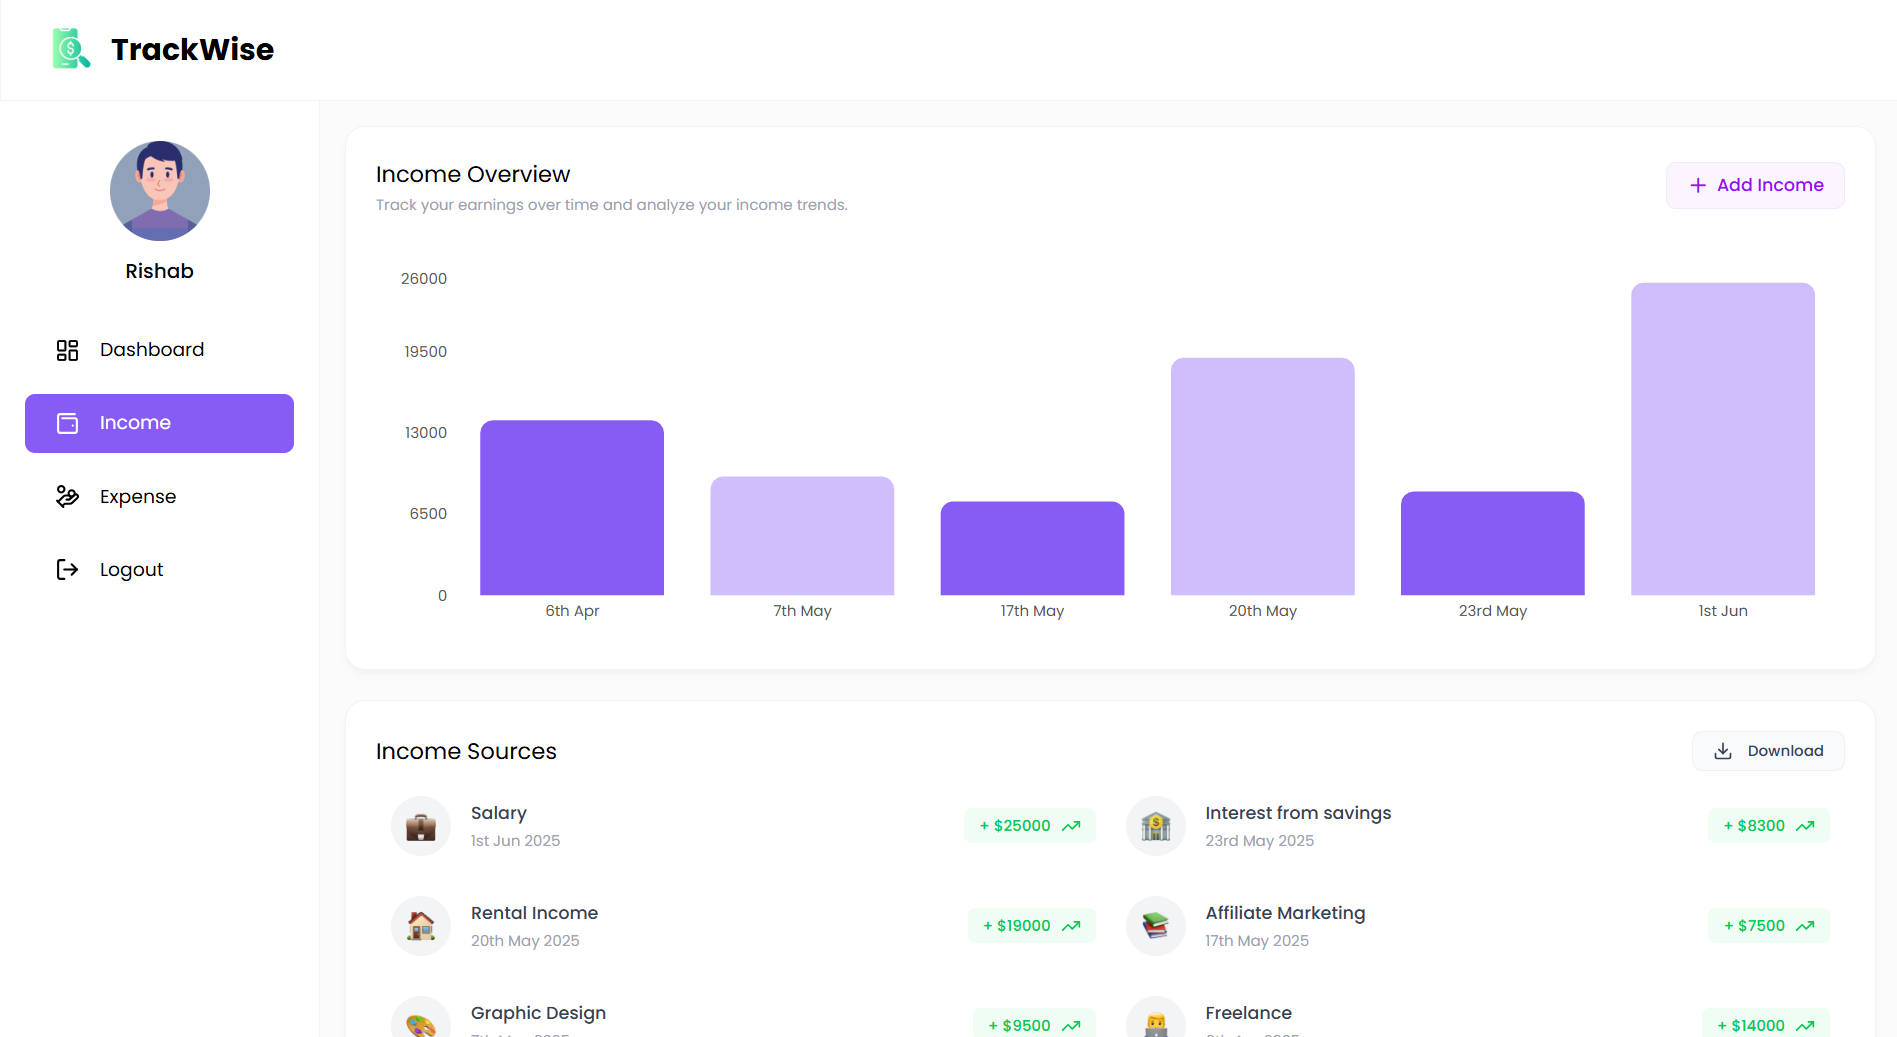 TrackWise
Rishab
Dashboard
Income
Expense
Logout
Income Overview
Track your earnings over time and analyze your income trends.
+ Add Income
26000
19500
13000
6500
0
6th Apr
7th May
17th May
20th May
23rd May
1st Jun
Income Sources
Download
Salary
1st Jun 2025
+ $25000
Interest from savings
23rd May 2025
+ $8300
Rental Income
20th May 2025
+ $19000
Affiliate Marketing
17th May 2025
+ $7500
Graphic Design
+ $9500
Freelance
+ $14000